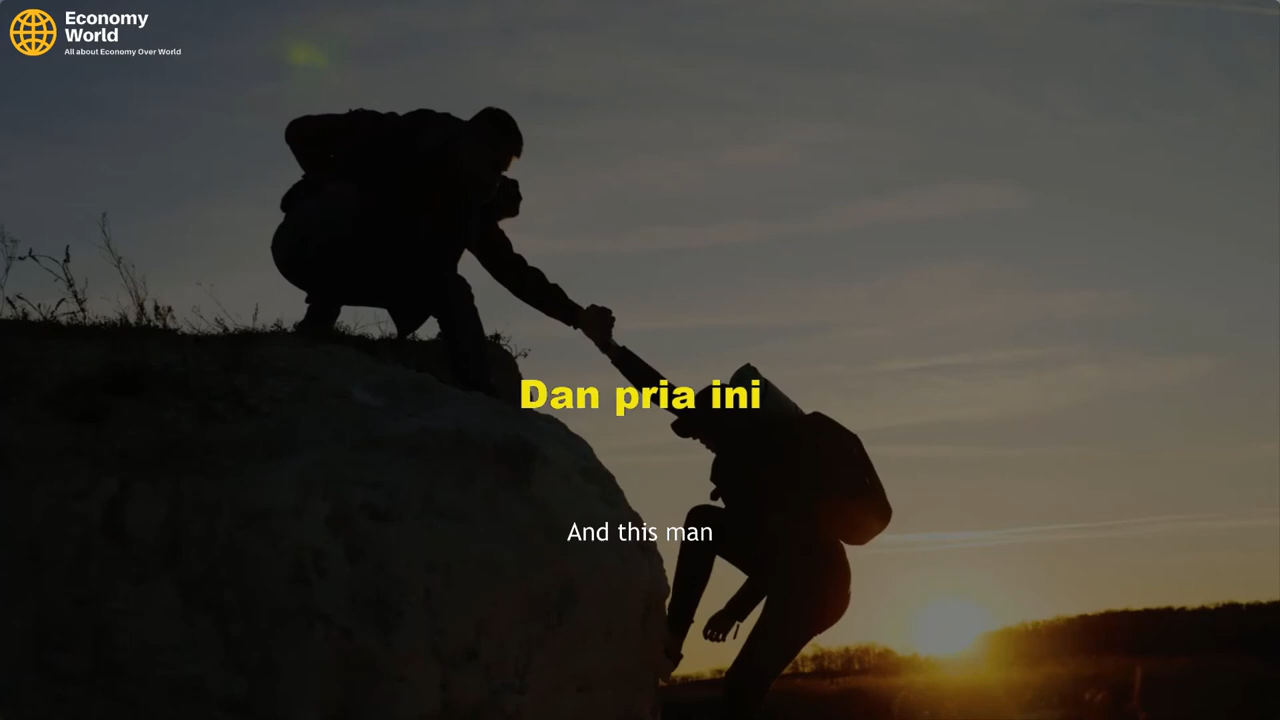 Economy
World
All about Economy Over World
Dan pria ini
And this man